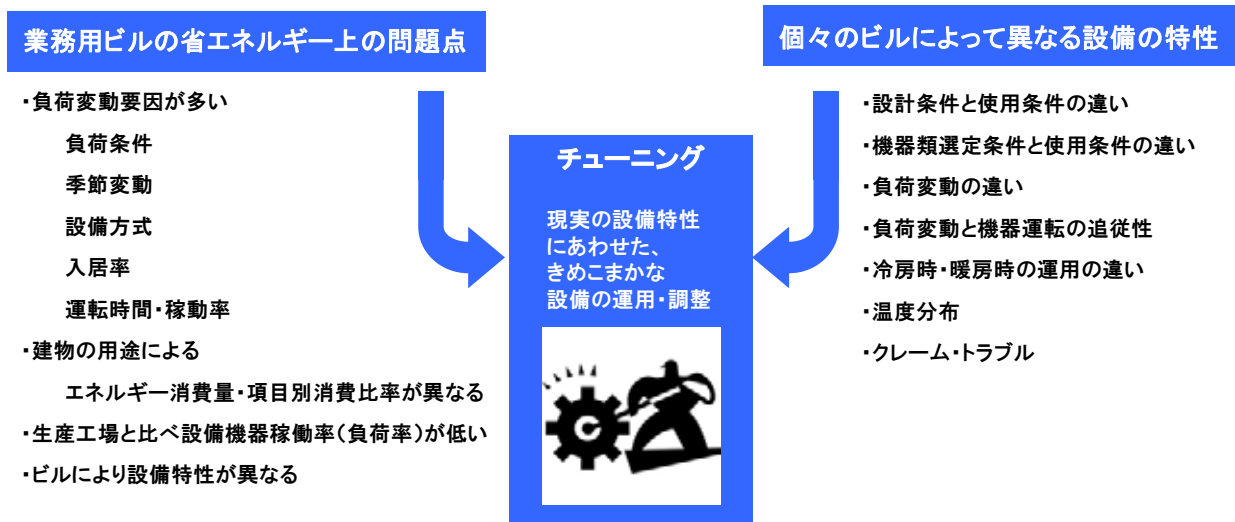 業務用ビルの省エネルギー上の問題点
・負荷変動要因が多い
負荷条件
季節変動
設備方式
入居率
運転時間・稼動率
・建物の用途による
エネルギー消費量・項目別消費比率が異なる
・生産工場と比べ設備機器稼働率(負荷率)が低い
・ビルにより設備特性が異なる
チューニング
現実の設備特性
にあわせた、
きめこまかな
設備の運用・調整
個々のビルによって異なる設備の特性
・設計条件と使用条件の違い
・機器類選定条件と使用条件の違い
・負荷変動の違い
・負荷変動と機器運転の追従性
・冷房時・暖房時の運用の違い
・温度分布
・クレーム・トラブル